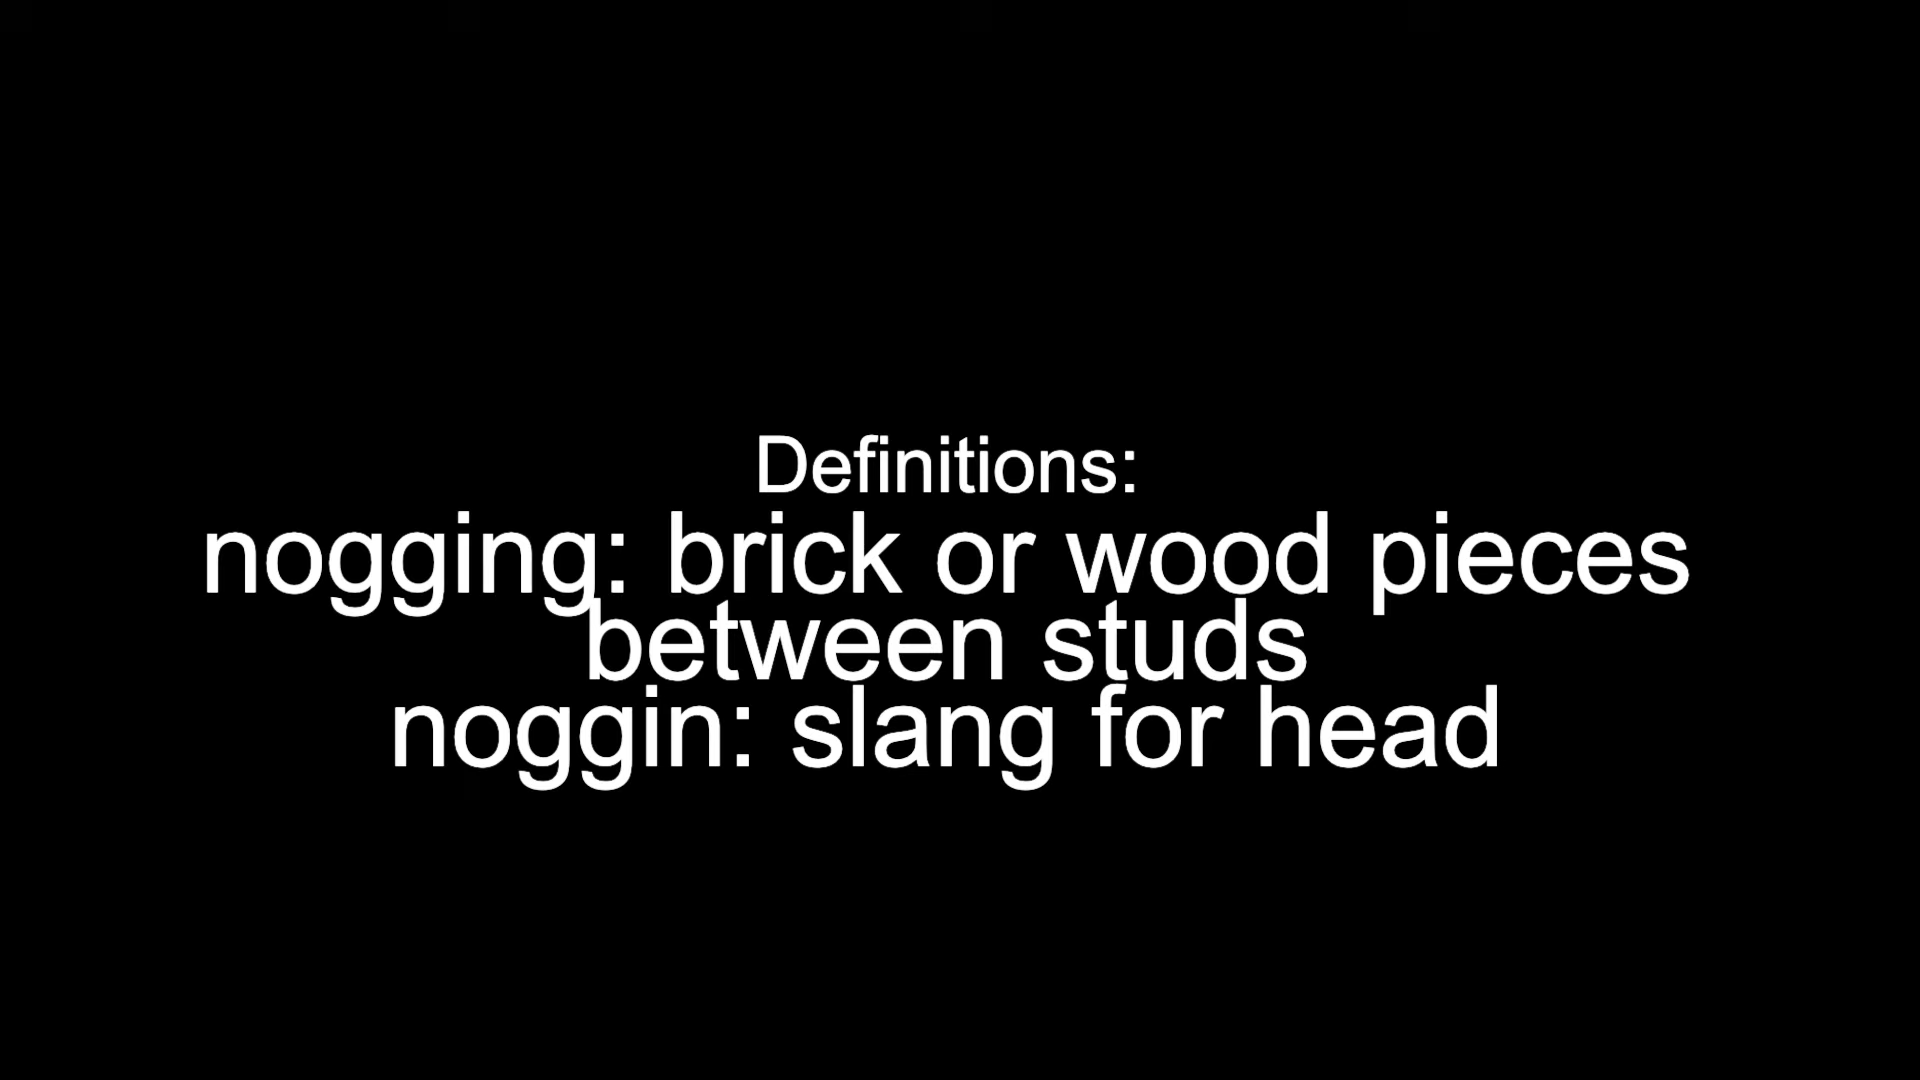 Definitions:
nogging: brick or wood pieces
between studs
noggin: slang for head